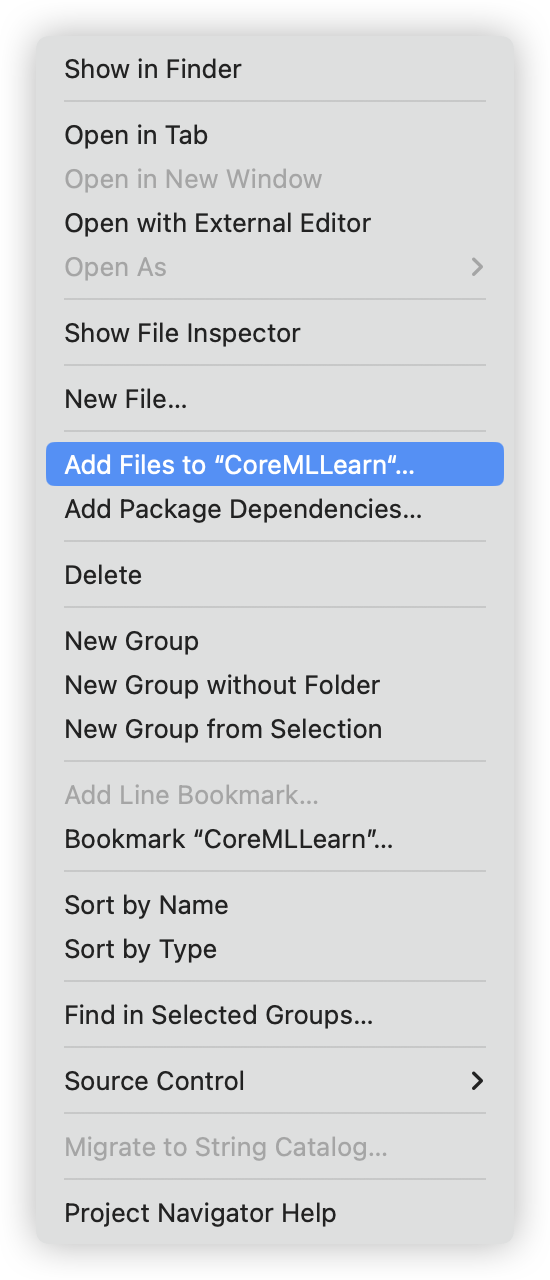 Show in Finder
Open in Tab
Open in New Window
Open with External Editor
Open As
Show File Inspector
New File...
Add Files to “CoreMLLearn“...
Add Package Dependencies...
Delete
New Group
New Group without Folder
New Group from Selection
Add Line Bookmark...
Bookmark “CoreMLLearn”...
Sort by Name
Sort by Type
Find in Selected Groups...
Source Control
Migrate to String Catalog...
Project Navigator Help